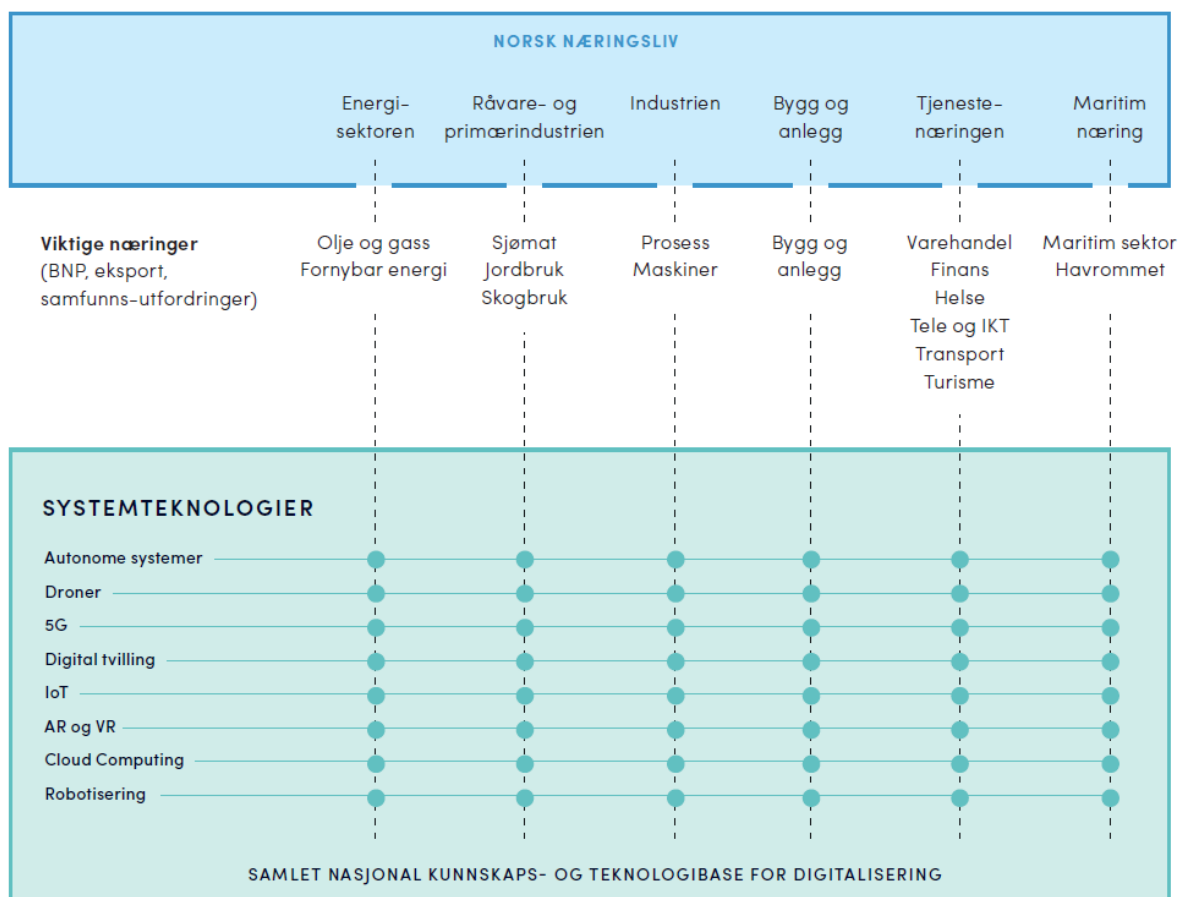 NORSK NÆRINGSLIV
Energi-
sektoren
Råvare- og
primærindustrien
Industrien
Bygg og
anlegg
Tjeneste-
næringen
Maritim
næring
Viktige næringer
(BNP, eksport,
samfunns-utfordringer)
Olje og gass
Fornybar energi
Sjømat
Jordbruk
Skogbruk
Prosess
Maskiner
Bygg og
anlegg
Varehandel
Finans
Helse
Tele og IKT
Transport
Turisme
Maritim sektor
Havrommet
SYSTEMTEKNOLOGIER
Autonome systemer
Droner
5G
Digital tvilling
IoT
AR og VR
Cloud Computing
Robotisering
SAMLET NASJONAL KUNNSKAPS- OG TEKNOLOGIBASE FOR DIGITALISERING